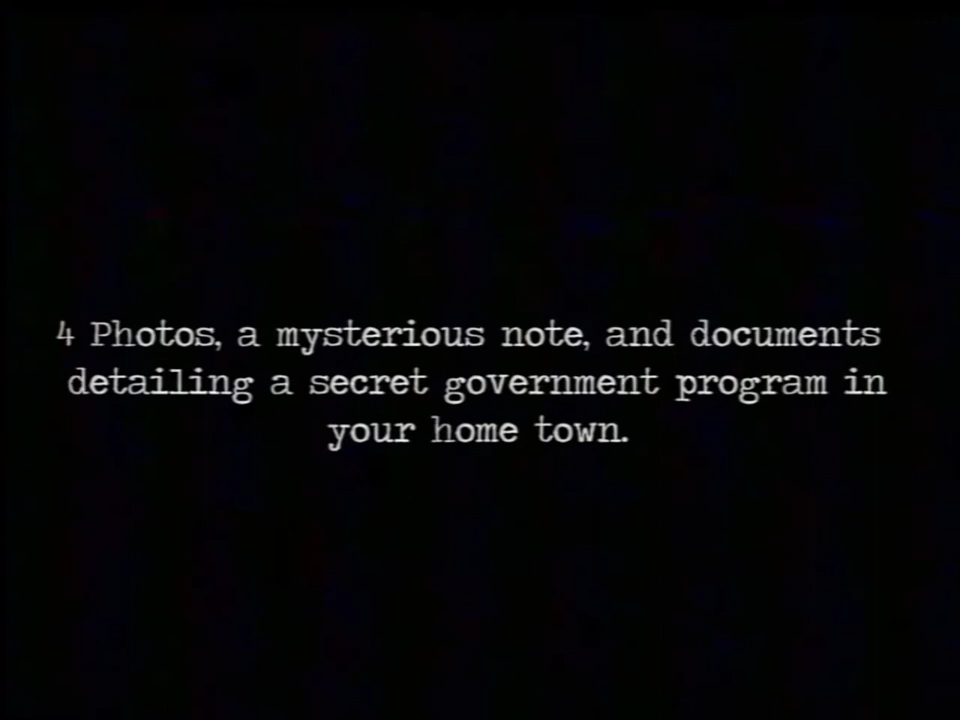 4 Photos, a mysterious note, and documents
detailing a secret government program in
your home town.